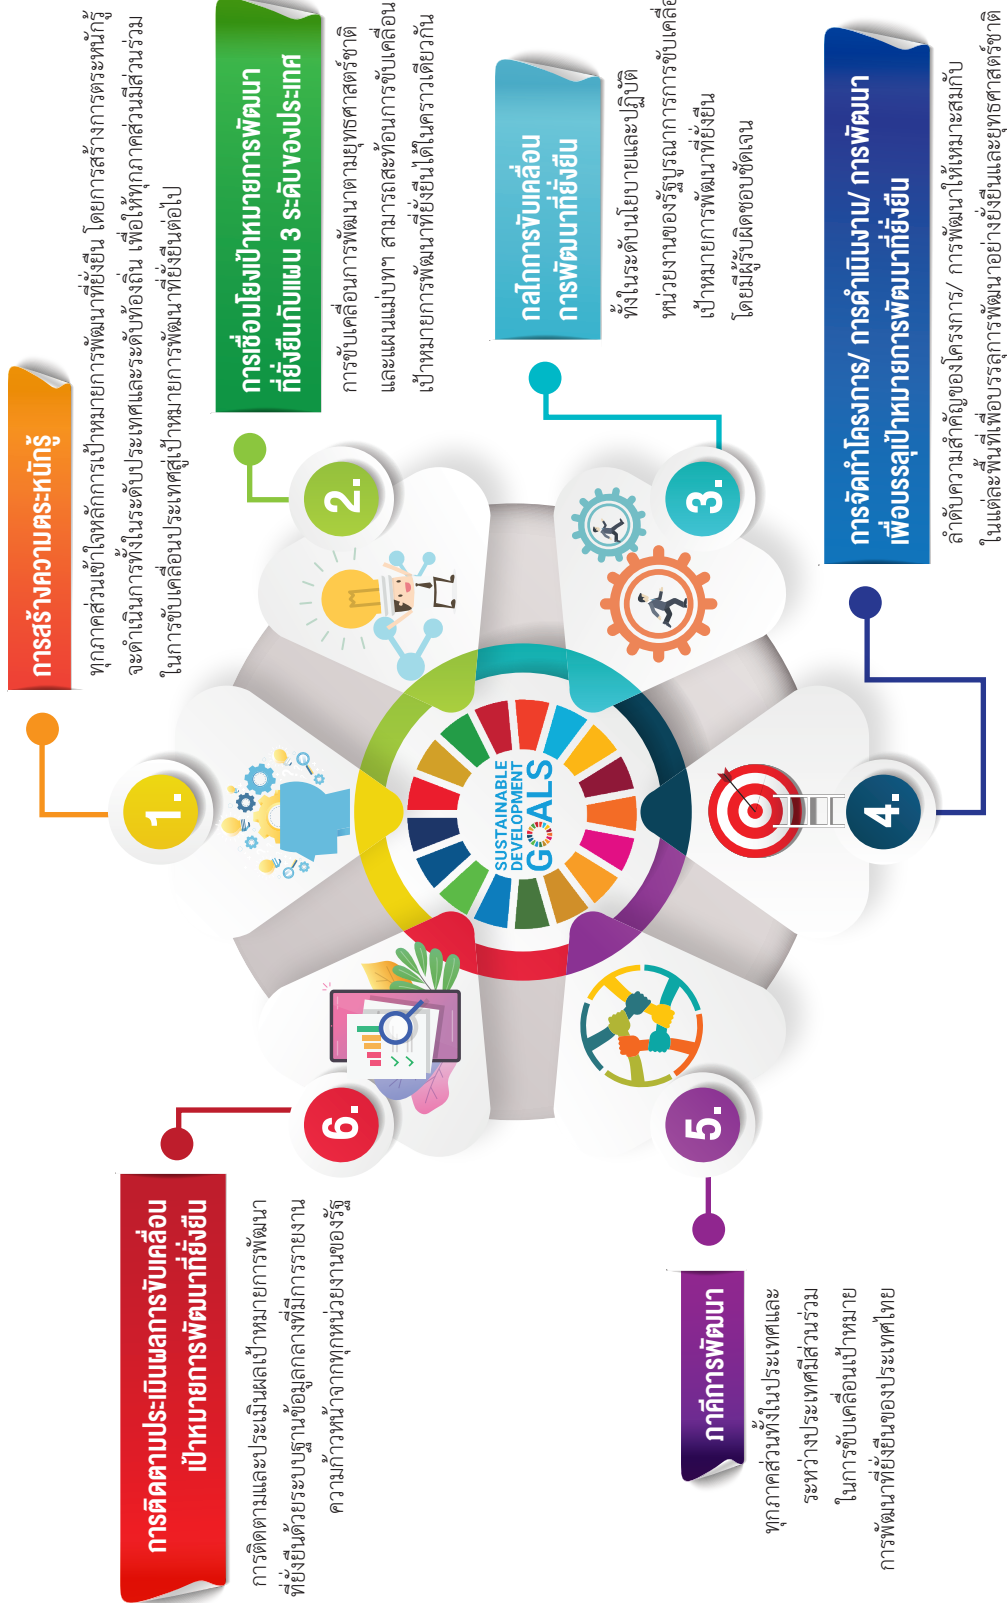 1.
การสร้างความตระหนักรู้
ทุกภาคส่วนเข้าใจหลักการเป้าหมายการพัฒนาที่ยั่งยืน โดยการสร้างการตระหนักรู้
จะดำเนินการทั้งในระดับประเทศและระดับท้องถิ่น เพื่อให้ทุกภาคส่วนมีส่วนร่วม
ในการขับเคลื่อนประเทศสู่เป้าหมายการพัฒนาที่ยั่งยืนต่อไป
2.
การเชื่อมโยงเป้าหมายการพัฒนา
ที่ยั่งยืนกับแผน 3 ระดับของประเทศ
การขับเคลื่อนการพัฒนาตามยุทธศาสตร์ชาติ
และแผนแม่บทฯ สามารถสะท้อนการขับเคลื่อน
เป้าหมายการพัฒนาที่ยั่งยืนได้ในคราวเดียวกัน
3.
กลไกการขับเคลื่อน
การพัฒนาที่ยั่งยืน
ทั้งในระดับนโยบายและปฏิบัติ
หน่วยงานของรัฐบูรณาการการขับเคลื่อน
เป้าหมายการพัฒนาที่ยั่งยืน
โดยมีผู้รับผิดชอบชัดเจน
4.
การจัดทำโครงการ/ การดำเนินงาน/ การพัฒนา
เพื่อบรรลุเป้าหมายการพัฒนาที่ยั่งยืน
ลำดับความสำคัญของโครงการ/ การพัฒนาให้เหมาะสมกับ
ในแต่ละพื้นที่เพื่อบรรลุการพัฒนาอย่างยั่งยืนและยุทธศาสตร์ชาติ
5.
ภาคีการพัฒนา
ทุกภาคส่วนทั้งในประเทศและ
ระหว่างประเทศมีส่วนร่วม
ในการขับเคลื่อนเป้าหมาย
การพัฒนาที่ยั่งยืนของประเทศไทย
6.
การติดตามประเมินผลการขับเคลื่อน
เป้าหมายการพัฒนาที่ยั่งยืน
การติดตามและประเมินผลเป้าหมายการพัฒนา
ที่ยั่งยืนด้วยระบบฐานข้อมูลกลางที่มีการรายงาน
ความก้าวหน้าจากทุกหน่วยงานของรัฐ
SUSTAINABLE
DEVELOPMENT
GOALS